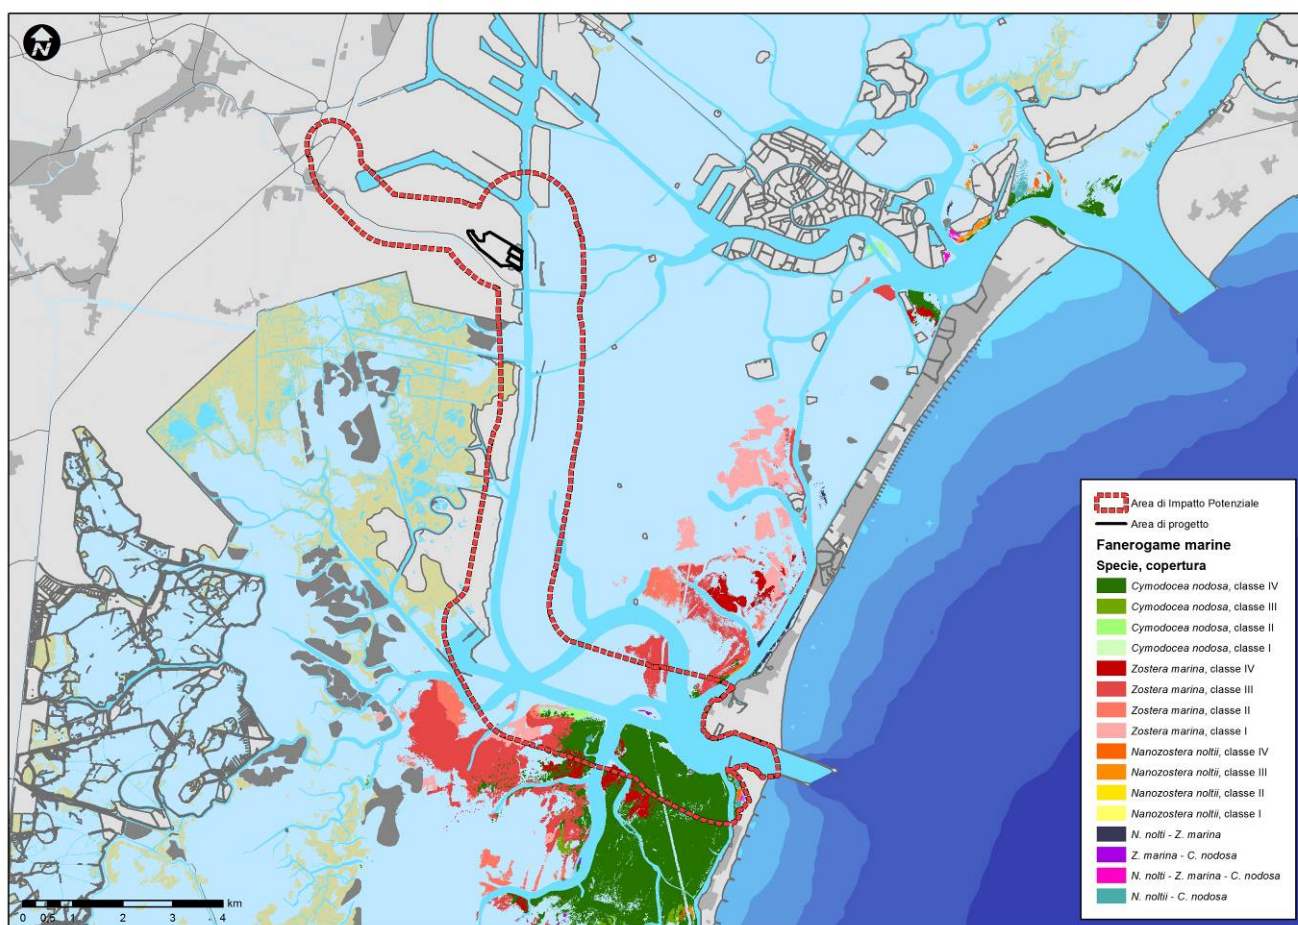 N
Area di Impatto Potenziale
Area di progetto
Fanerogame marine
Specie, copertura
Cymodocea nodosa, classe IV
Cymodocea nodosa, classe III
Cymodocea nodosa, classe II
Cymodocea nodosa, classe I
Zostera marina, classe IV
Zostera marina, classe III
Zostera marina, classe II
Zostera marina, classe I
Nanozostera noltii, classe IV
Nanozostera noltii, classe III
Nanozostera noltii, classe II
Nanozostera noltii, classe I
N. nolti - Z. marina
Z. marina - C. nodosa
N. nolti - Z. marina - C. nodosa
N. noltii - C. nodosa
km
0 0,5 1 2 3 4